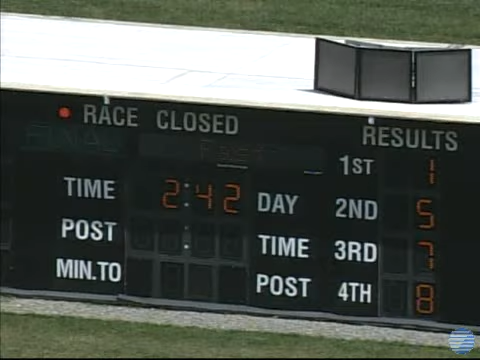 RACE CLOSED
RESULTS
1ST 1
TIME 2:42 DAY 2ND 5
POST TIME 3RD 7
MIN.TO POST 4TH 8